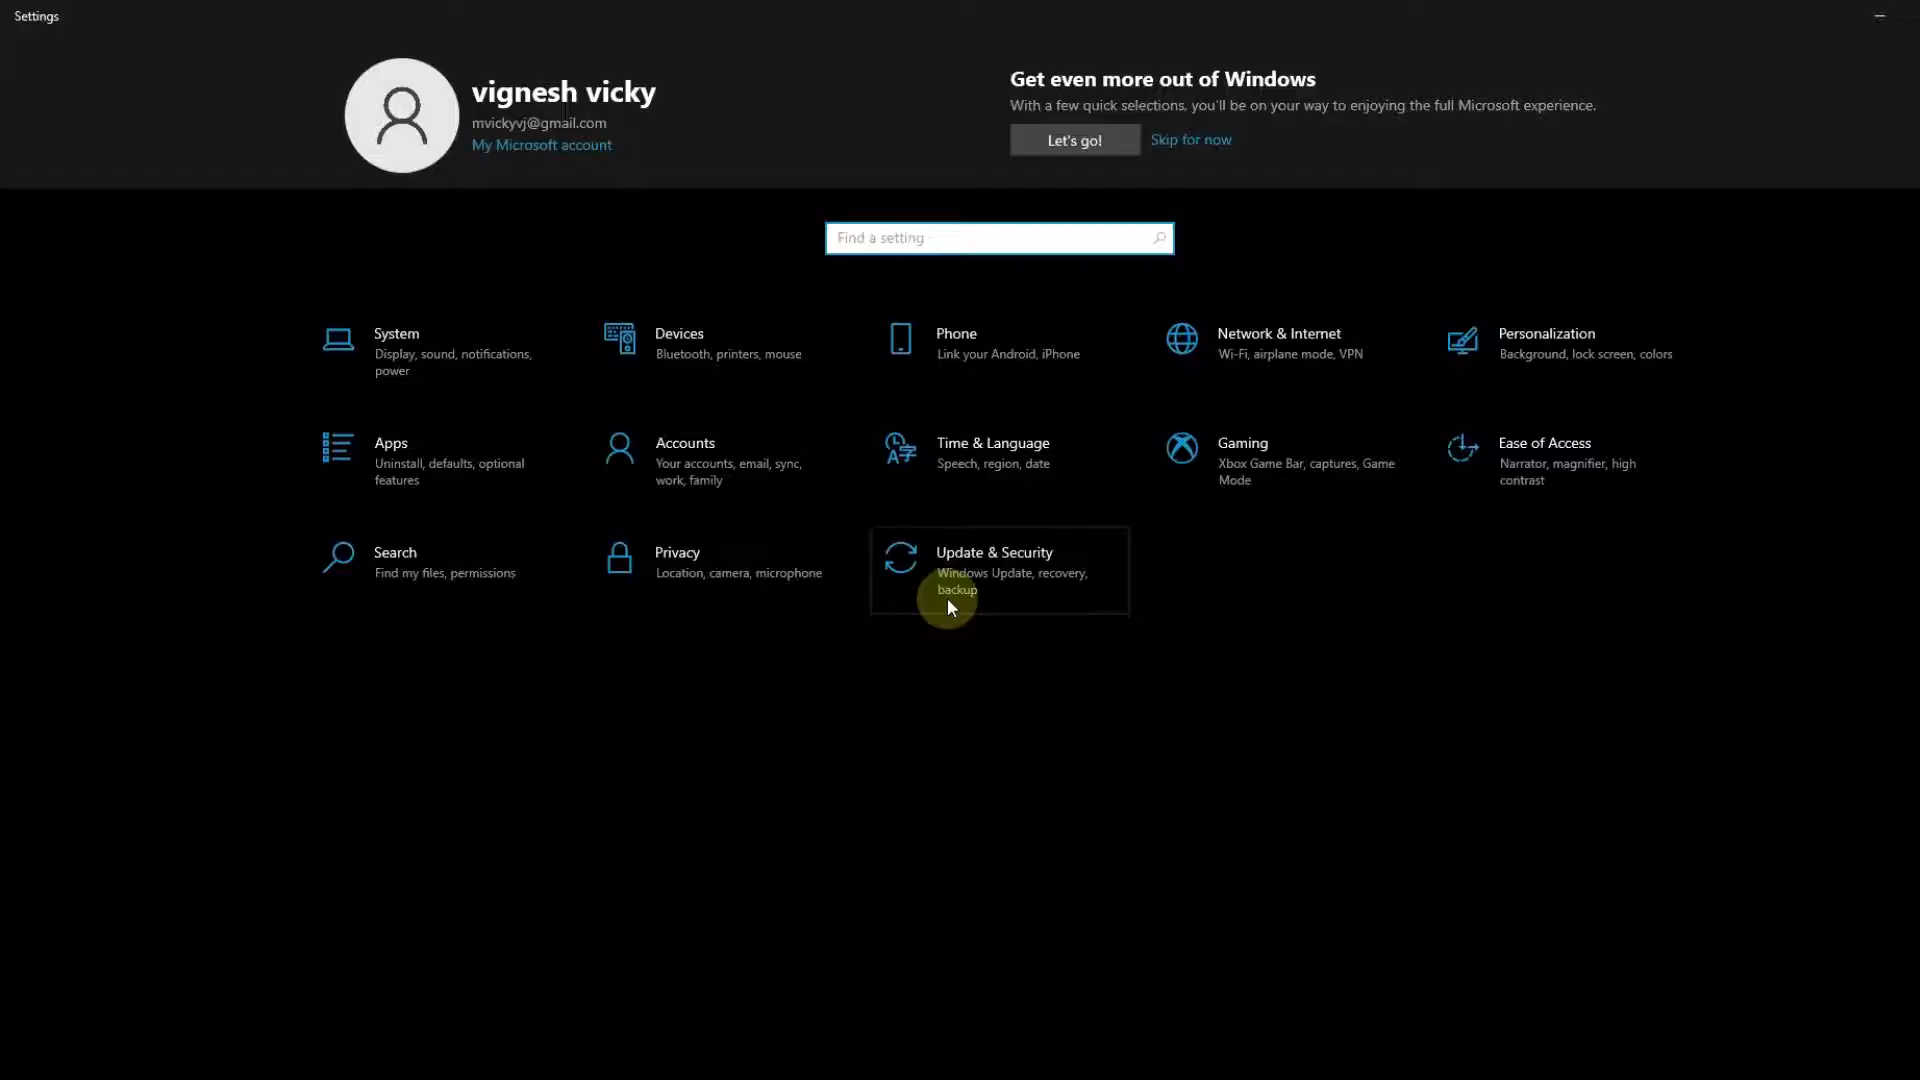 Settings
vignesh vicky
mvickyvj@gmail.com
My Microsoft account
Get even more out of Windows
With a few quick selections, you'll be on your way to enjoying the full Microsoft experience.
Let's go!
Skip for now
Find a setting
System
Display, sound, notifications,
power
Devices
Bluetooth, printers, mouse
Phone
Link your Android, iPhone
Network & Internet
Wi-Fi, airplane mode, VPN
Personalization
Background, lock screen, colors
Apps
Uninstall, defaults, optional
features
Accounts
Your accounts, email, sync,
work, family
Time & Language
Speech, region, date
Gaming
Xbox Game Bar, captures, Game
Mode
Ease of Access
Narrator, magnifier, high
contrast
Search
Find my files, permissions
Privacy
Location, camera, microphone
Update & Security
Windows Update, recovery,
backup